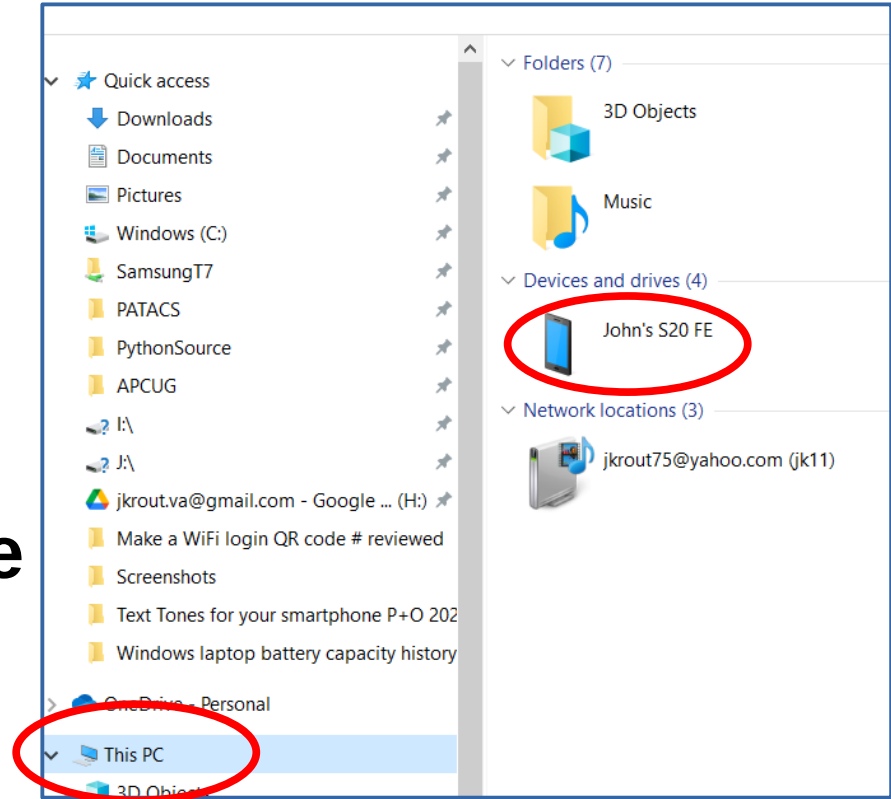 Quick access
Downloads
Documents
Pictures
Windows (C:)
SamsungT7
PATACS
PythonSource
APCUG
I:\
J:\
jkrout.va@gmail.com - Google ... (H:)
Make a WiFi login QR code # reviewed
Screenshots
Text Tones for your smartphone P+O 202
Windows laptop battery capacity history
OneDrive - Personal
This PC
3D Objects
Folders (7)
3D Objects
Music
Devices and drives (4)
John's S20 FE
Network locations (3)
jkrout75@yahoo.com (jk11)
e